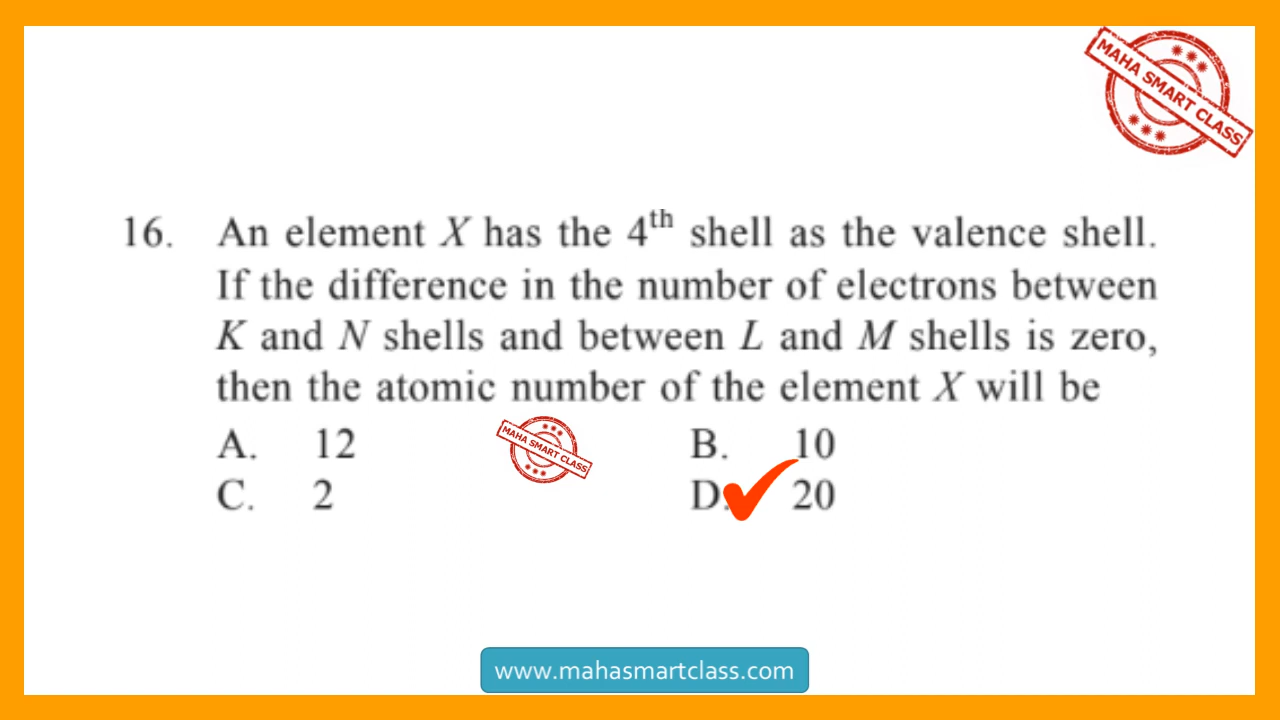 MAHA SMART CLASS
16. An element X has the 4th shell as the valence shell.
If the difference in the number of electrons between
K and N shells and between L and M shells is zero,
then the atomic number of the element X will be
A. 12 B. 10
MAHA SMART CLASS
C. 2 D. 20
www.mahasmartclass.com